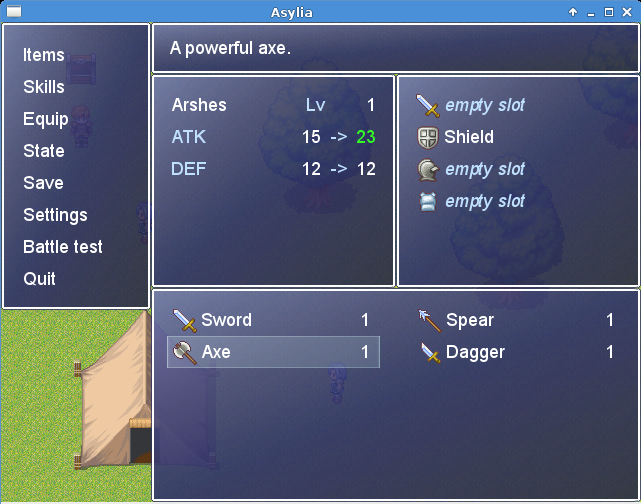 Asylia
Items
Skills
Equip
State
Save
Settings
Battle test
Quit
A powerful axe.
Arshes Lv 1
ATK 15 -> 23
DEF 12 -> 12
empty slot
Shield
empty slot
empty slot
Sword 1
Spear 1
Axe 1
Dagger 1